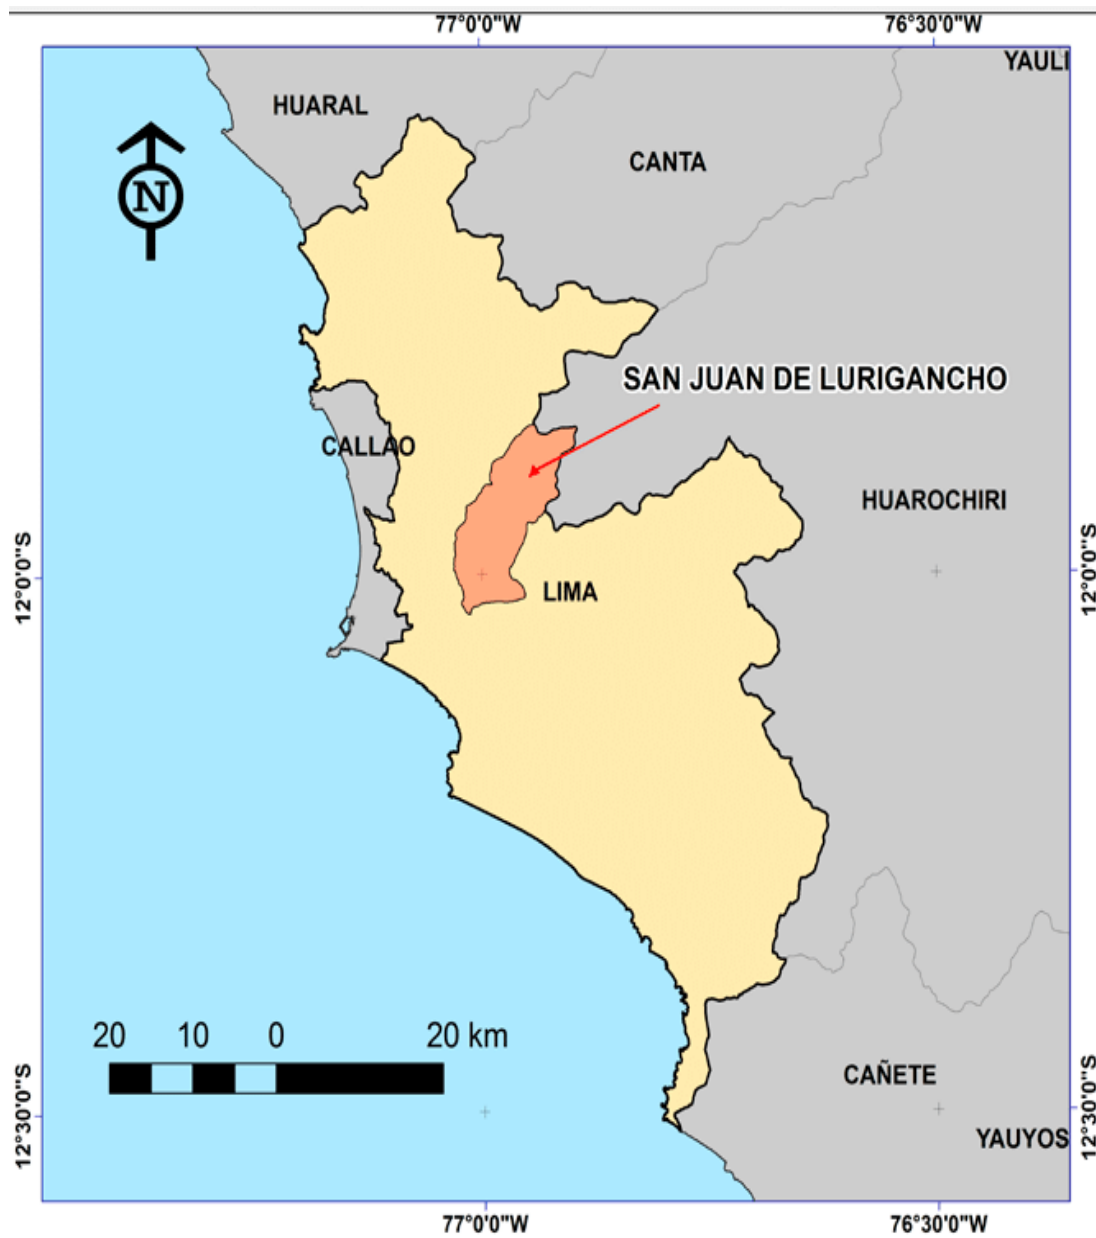 77°0'0"W
76°30'0"W
YAULI
HUARAL
CANTA
N
SAN JUAN DE LURIGANCHO
CALLAO
HUAROCHIRI
12°0'0"S
12°0'0"S
LIMA
20 10 0 20 km
CAÑETE
12°30'0"S
12°30'0"S
YAUYOS
77°0'0"W
76°30'0"W